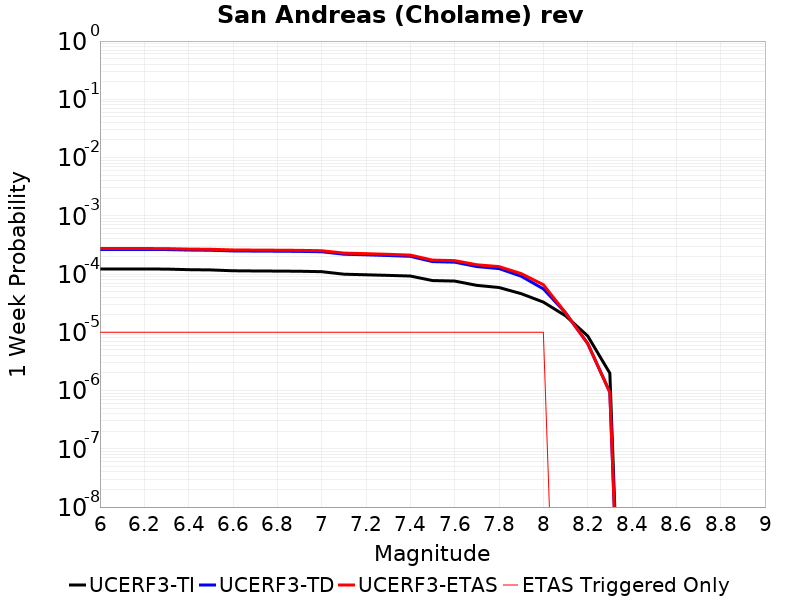 San Andreas (Cholame) rev
10^0
10^-1
10^-2
10^-3
10^-4
10^-5
10^-6
10^-7
10^-8
1 Week Probability
6 6.2 6.4 6.6 6.8 7 7.2 7.4 7.6 7.8 8 8.2 8.4 8.6 8.8 9
Magnitude
UCERF3-TI UCERF3-TD UCERF3-ETAS ETAS Triggered Only